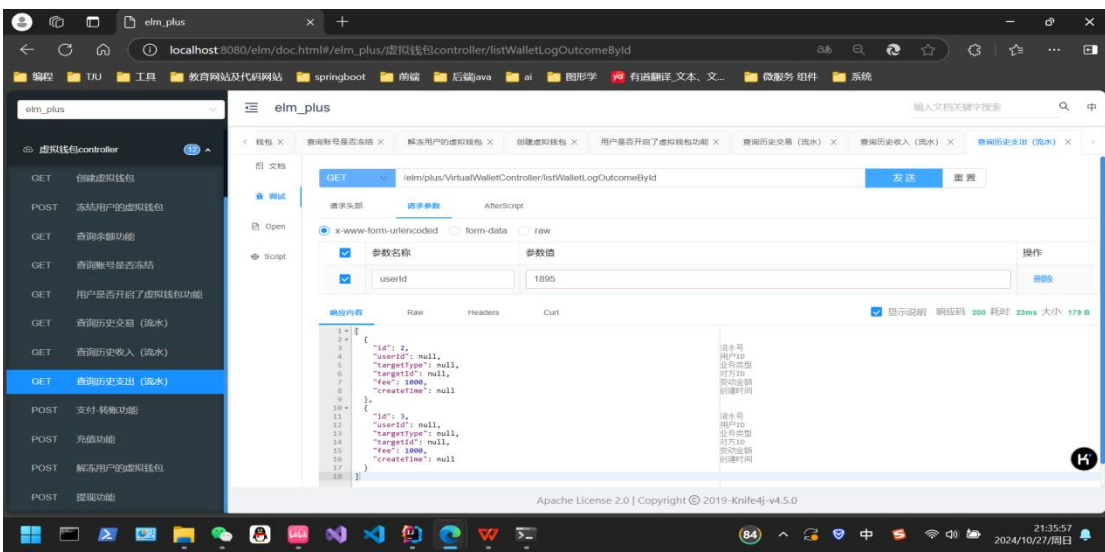 elm_plus
localhost:8080/elm/doc.html#/elm_plus/虚拟钱包controller/listWalletLogOutcomeById
编程 TJU 工具 教育网站及代码网站 springboot 前端 后端java ai 图形学 有道翻译_文本、文... 微服务 组件 系统
elm_plus
elm_plus 输入文档关键字搜索 中
钱包 查询账号是否冻结 解冻用户的虚拟钱包 创建虚拟钱包 用户是否开启了虚拟钱包功能 查询历史交易（流水） 查询历史收入（流水） 查询历史支出（流水）
虚拟钱包controller 12
GET 创建虚拟钱包
POST 冻结用户的虚拟钱包
GET 查询余额功能
GET 查询账号是否冻结
GET 用户是否开启了虚拟钱包功能
GET 查询历史交易（流水）
GET 查询历史收入（流水）
GET 查询历史支出（流水）
POST 支付-转账功能
POST 充值功能
POST 解冻用户的虚拟钱包
POST 提现功能
文档
调试
Open
Script
GET /elm/plus/VirtualWalletController/listWalletLogOutcomeById 发送 重置
请求头部 请求参数 AfterScript
x-www-form-urlencoded form-data raw
参数名称 参数值 操作
userId 1895 删除
响应内容 Raw Headers Curl 显示说明 响应码: 200 耗时: 23ms 大小: 179 B
1 [
2 {
3 "id": 2, 流水号
4 "userId": null, 用户ID
5 "targetType": null, 业务类型
6 "targetId": null, 对方ID
7 "fee": 1000, 变动金额
8 "createTime": null 创建时间
9 },
10 {
11 "id": 3, 流水号
12 "userId": null, 用户ID
13 "targetType": null, 业务类型
14 "targetId": null, 对方ID
15 "fee": 1000, 变动金额
16 "createTime": null 创建时间
17 }
18 ]
Apache License 2.0 | Copyright © 2019-Knife4j-v4.5.0
84 中 21:35:57
2024/10/27/周日